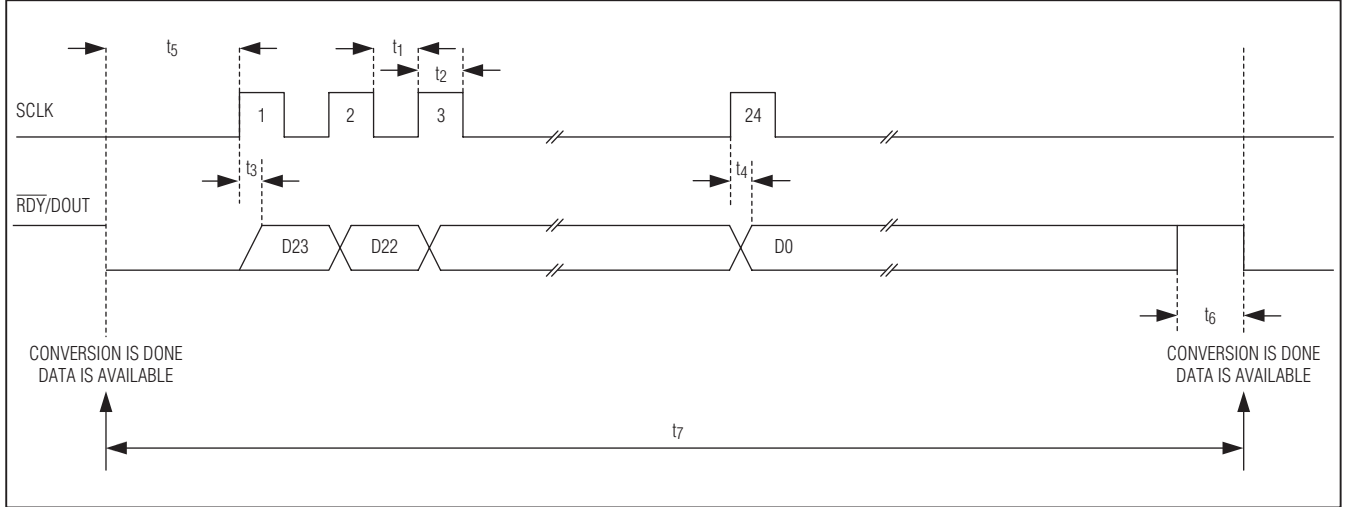 t5
t1
t2
SCLK
1
2
3
24
t3
t4
RDY/DOUT
D23
D22
D0
t6
CONVERSION IS DONE
DATA IS AVAILABLE
CONVERSION IS DONE
DATA IS AVAILABLE
t7